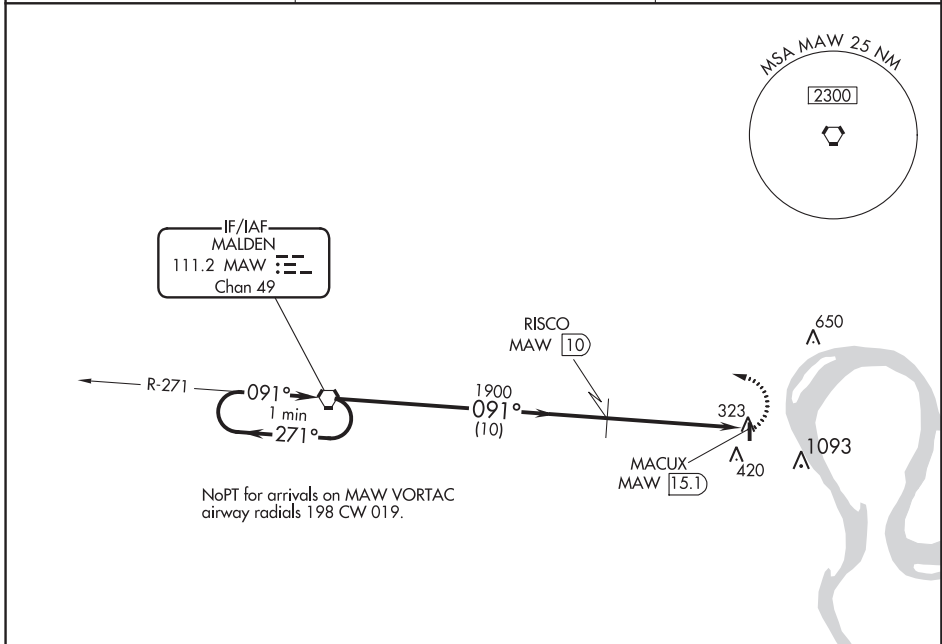 MSA MAW 25 NM
2300
IF/IAF
MALDEN
111.2 MAW
Chan 49
RISCO
MAW 10
650
R-271
091°
1 min
271°
1900
091°
(10)
323
MACUX
MAW 15.1
420
1093
NoPT for arrivals on MAW VORTAC
airway radials 198 CW 019.